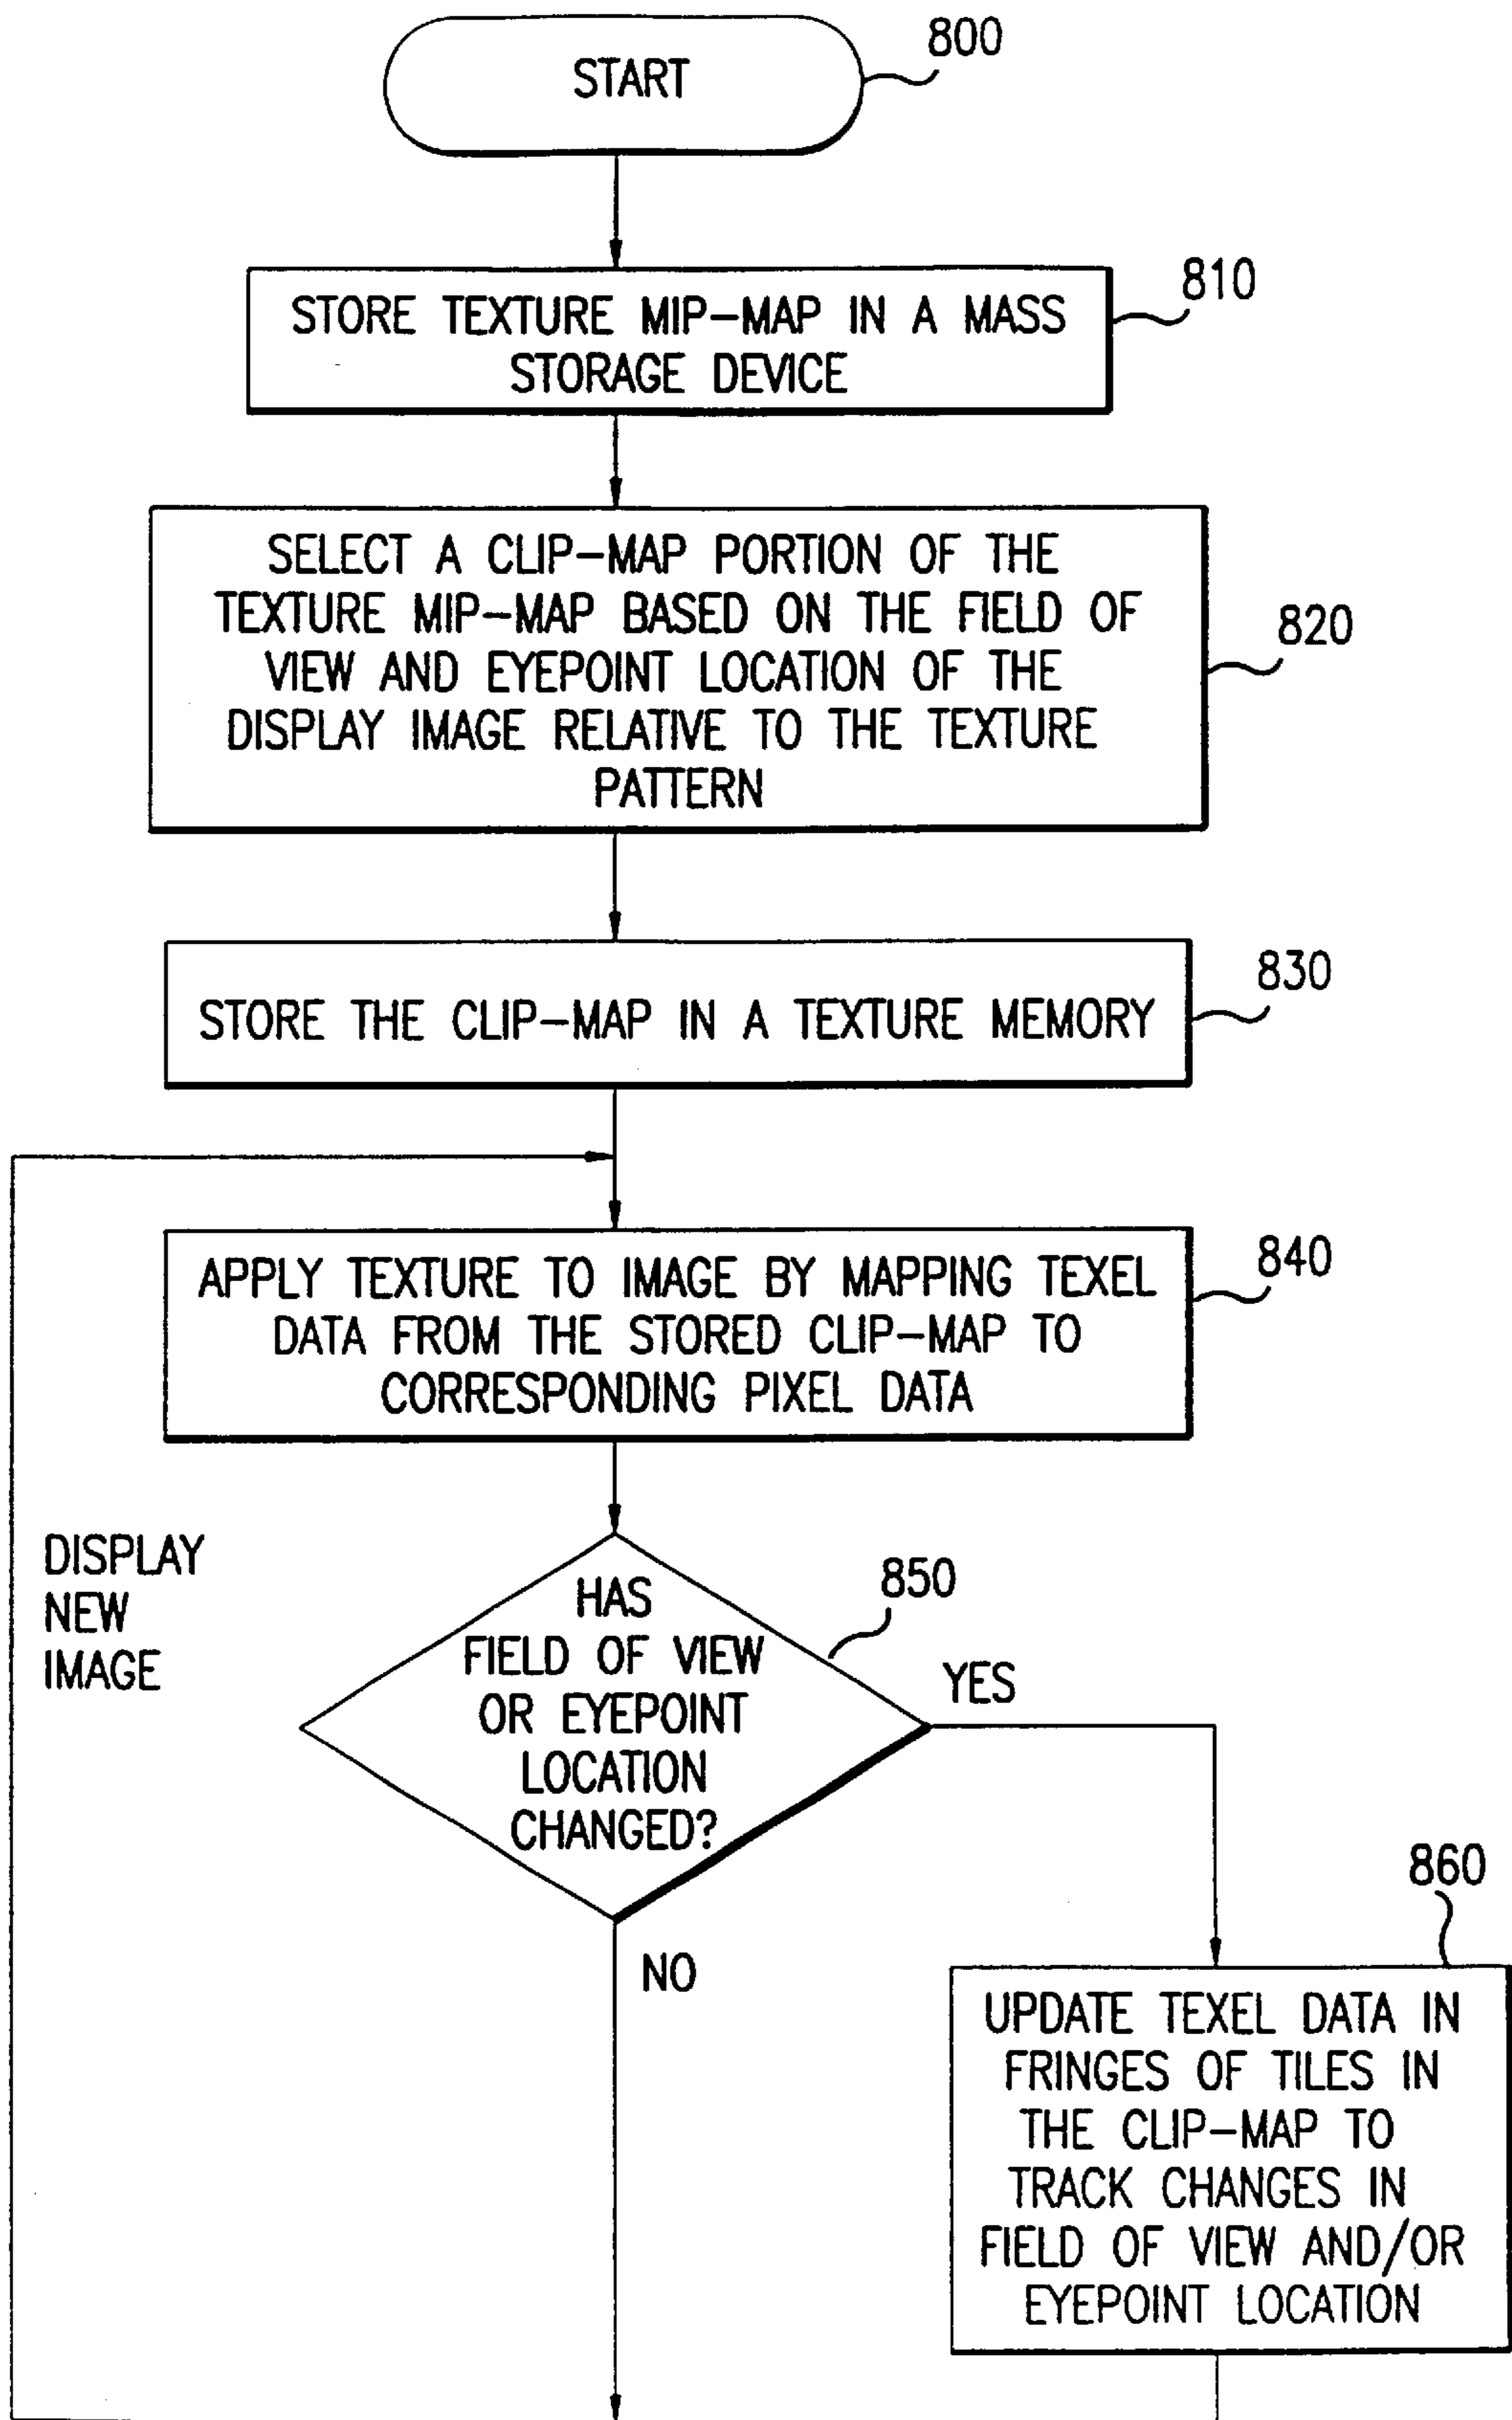 START
800
STORE TEXTURE MIP-MAP IN A MASS
STORAGE DEVICE
810
SELECT A CLIP-MAP PORTION OF THE
TEXTURE MIP-MAP BASED ON THE FIELD OF
VIEW AND EYEPOINT LOCATION OF THE
DISPLAY IMAGE RELATIVE TO THE TEXTURE
PATTERN
820
STORE THE CLIP-MAP IN A TEXTURE MEMORY
830
APPLY TEXTURE TO IMAGE BY MAPPING TEXEL
DATA FROM THE STORED CLIP-MAP TO
CORRESPONDING PIXEL DATA
840
DISPLAY
NEW
IMAGE
HAS
FIELD OF VIEW
OR EYEPOINT
LOCATION
CHANGED?
850
YES
NO
860
UPDATE TEXEL DATA IN
FRINGES OF TILES IN
THE CLIP-MAP TO
TRACK CHANGES IN
FIELD OF VIEW AND/OR
EYEPOINT LOCATION